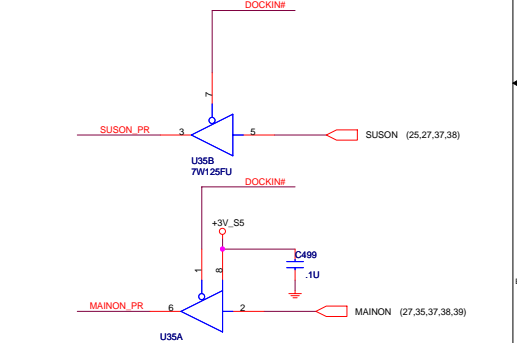 DOCKIN#
7
SUSON_PR
3
5
SUSON (25,27,37,38)
U35B
7W125FU
DOCKIN#
+3V_S5
C499
.1U
1
8
MAINON_PR
6
2
MAINON (27,35,37,38,39)
U35A